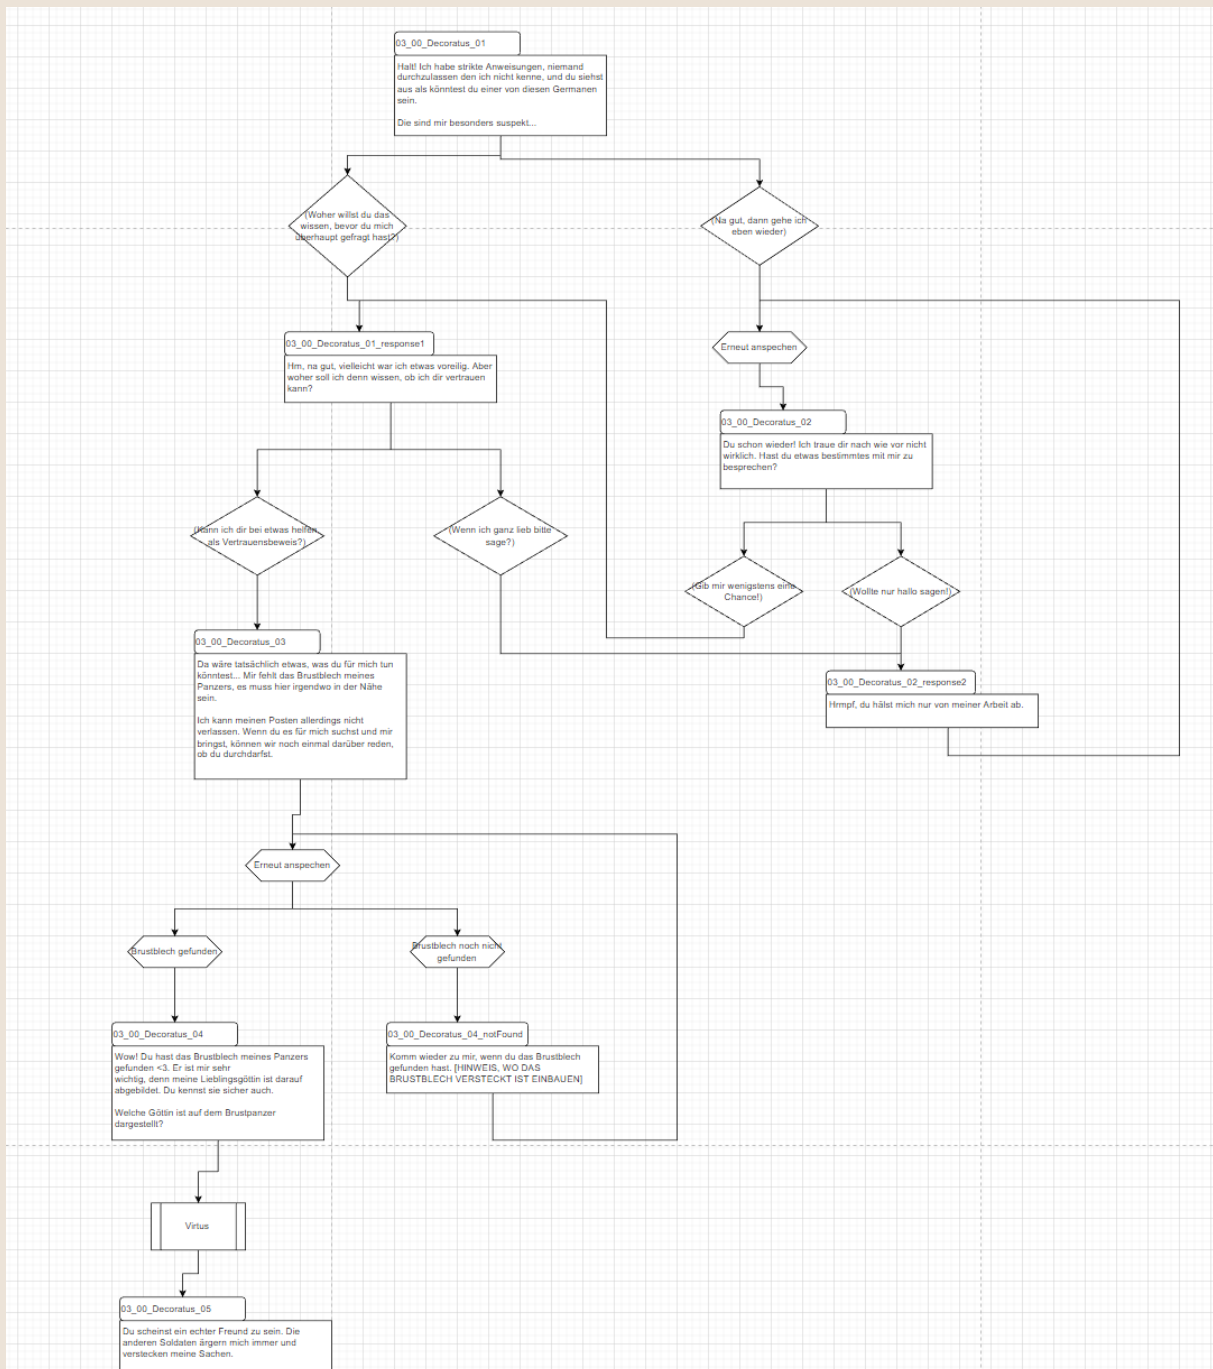 03_00_Decoratus_01
Halt! Ich habe strikte Anweisungen, niemand
durchzulassen den ich nicht kenne, und du siehst
aus als könntest du einer von diesen Germanen
sein.
Die sind mir besonders suspekt...
(Woher willst du das
wissen, bevor du mich
überhaupt gefragt hast?)
(Na gut, dann gehe ich
eben wieder)
03_00_Decoratus_01_response1
Hm, na gut, vielleicht war ich etwas voreilig. Aber
woher soll ich denn wissen, ob ich dir vertrauen
kann?
Erneut anspechen
03_00_Decoratus_02
Du schon wieder! Ich traue dir nach wie vor nicht
wirklich. Hast du etwas bestimmtes mit mir zu
besprechen?
(Kann ich dir bei etwas helfen
als Vertrauensbeweis?)
(Wenn ich ganz lieb bitte
sage?)
(Gib mir wenigstens eine
Chance!)
(Wollte nur hallo sagen!)
03_00_Decoratus_03
Da wäre tatsächlich etwas, was du für mich tun
könntest... Mir fehlt das Brustblech meines
Panzers, es muss hier irgendwo in der Nähe
sein.
Ich kann meinen Posten allerdings nicht
verlassen. Wenn du es für mich suchst und mir
bringst, können wir noch einmal darüber reden,
ob du durchdarfst.
03_00_Decoratus_02_response2
Hrmpf, du hälst mich nur von meiner Arbeit ab.
Erneut anspechen
Brustblech gefunden
Brustblech noch nicht
gefunden
03_00_Decoratus_04
Wow! Du hast das Brustblech meines Panzers
gefunden <3. Er ist mir sehr
wichtig, denn meine Lieblingsgöttin ist darauf
abgebildet. Du kennst sie sicher auch.
Welche Göttin ist auf dem Brustpanzer
dargestellt?
03_00_Decoratus_04_notFound
Komm wieder zu mir, wenn du das Brustblech
gefunden hast, [HINWEIS, WO DAS
BRUSTBLECH VERSTECKT IST EINBAUEN]
Virtus
03_00_Decoratus_05
Du scheinst ein echter Freund zu sein. Die
anderen Soldaten ärgern mich immer und
verstecken meine Sachen.